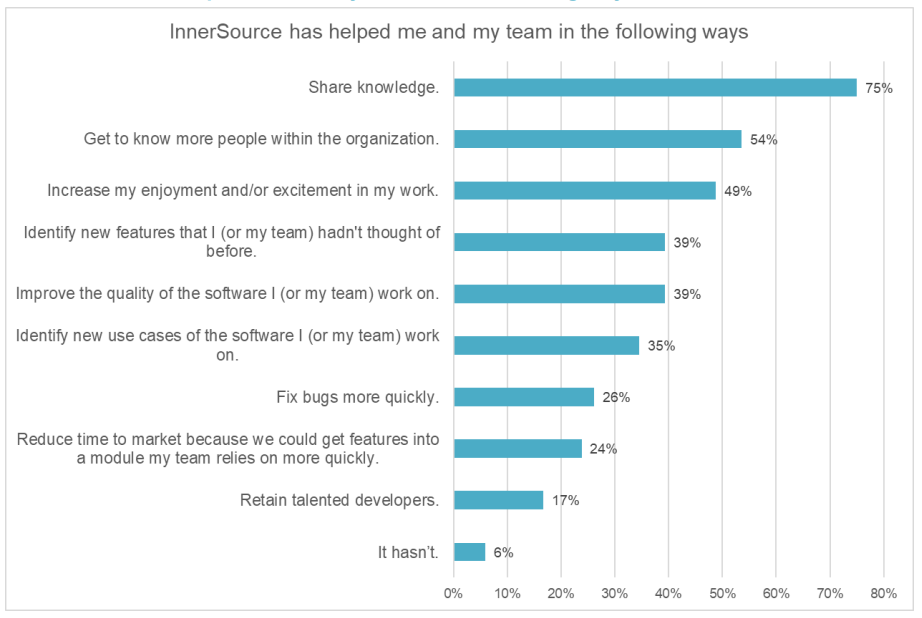 InnerSource has helped me and my team in the following ways
Share knowledge.
75%
Get to know more people within the organization.
54%
Increase my enjoyment and/or excitement in my work.
49%
Identify new features that I (or my team) hadn't thought of
before.
39%
Improve the quality of the software I (or my team) work on.
39%
Identify new use cases of the software I (or my team) work
on.
35%
Fix bugs more quickly.
26%
Reduce time to market because we could get features into
a module my team relies on more quickly.
24%
Retain talented developers.
17%
It hasn’t.
6%
0% 10% 20% 30% 40% 50% 60% 70% 80%